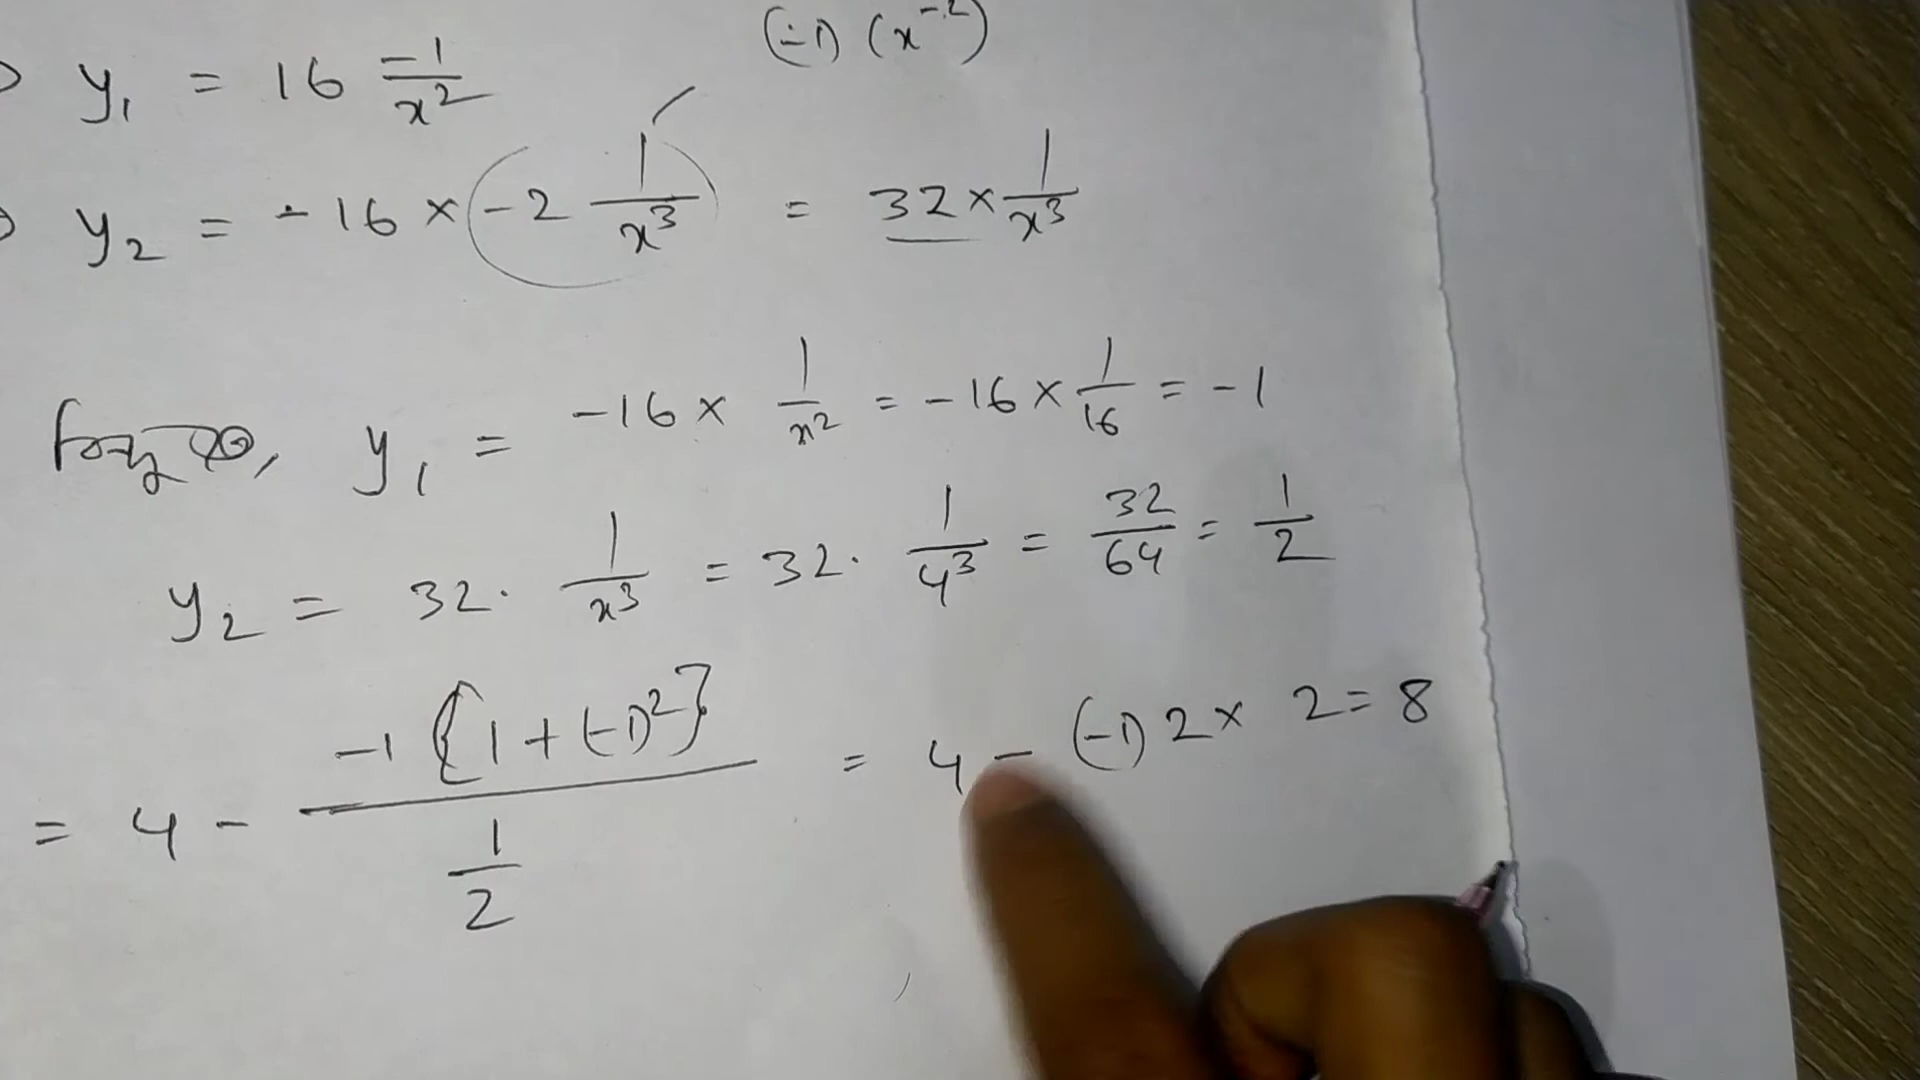 (-1) (x⁻²)
y₁ = 16 -1/x²
y₂ = -16 × (-2 1/x³) = 32 × 1/x³
y₁ = -16 × 1/x² = -16 × 1/16 = -1
y₂ = 32 · 1/x³ = 32 · 1/4³ = 32/64 = 1/2
= 4 - -1{1+(-1)²}/(1/2) = 4 - (-1) 2 × 2 = 8